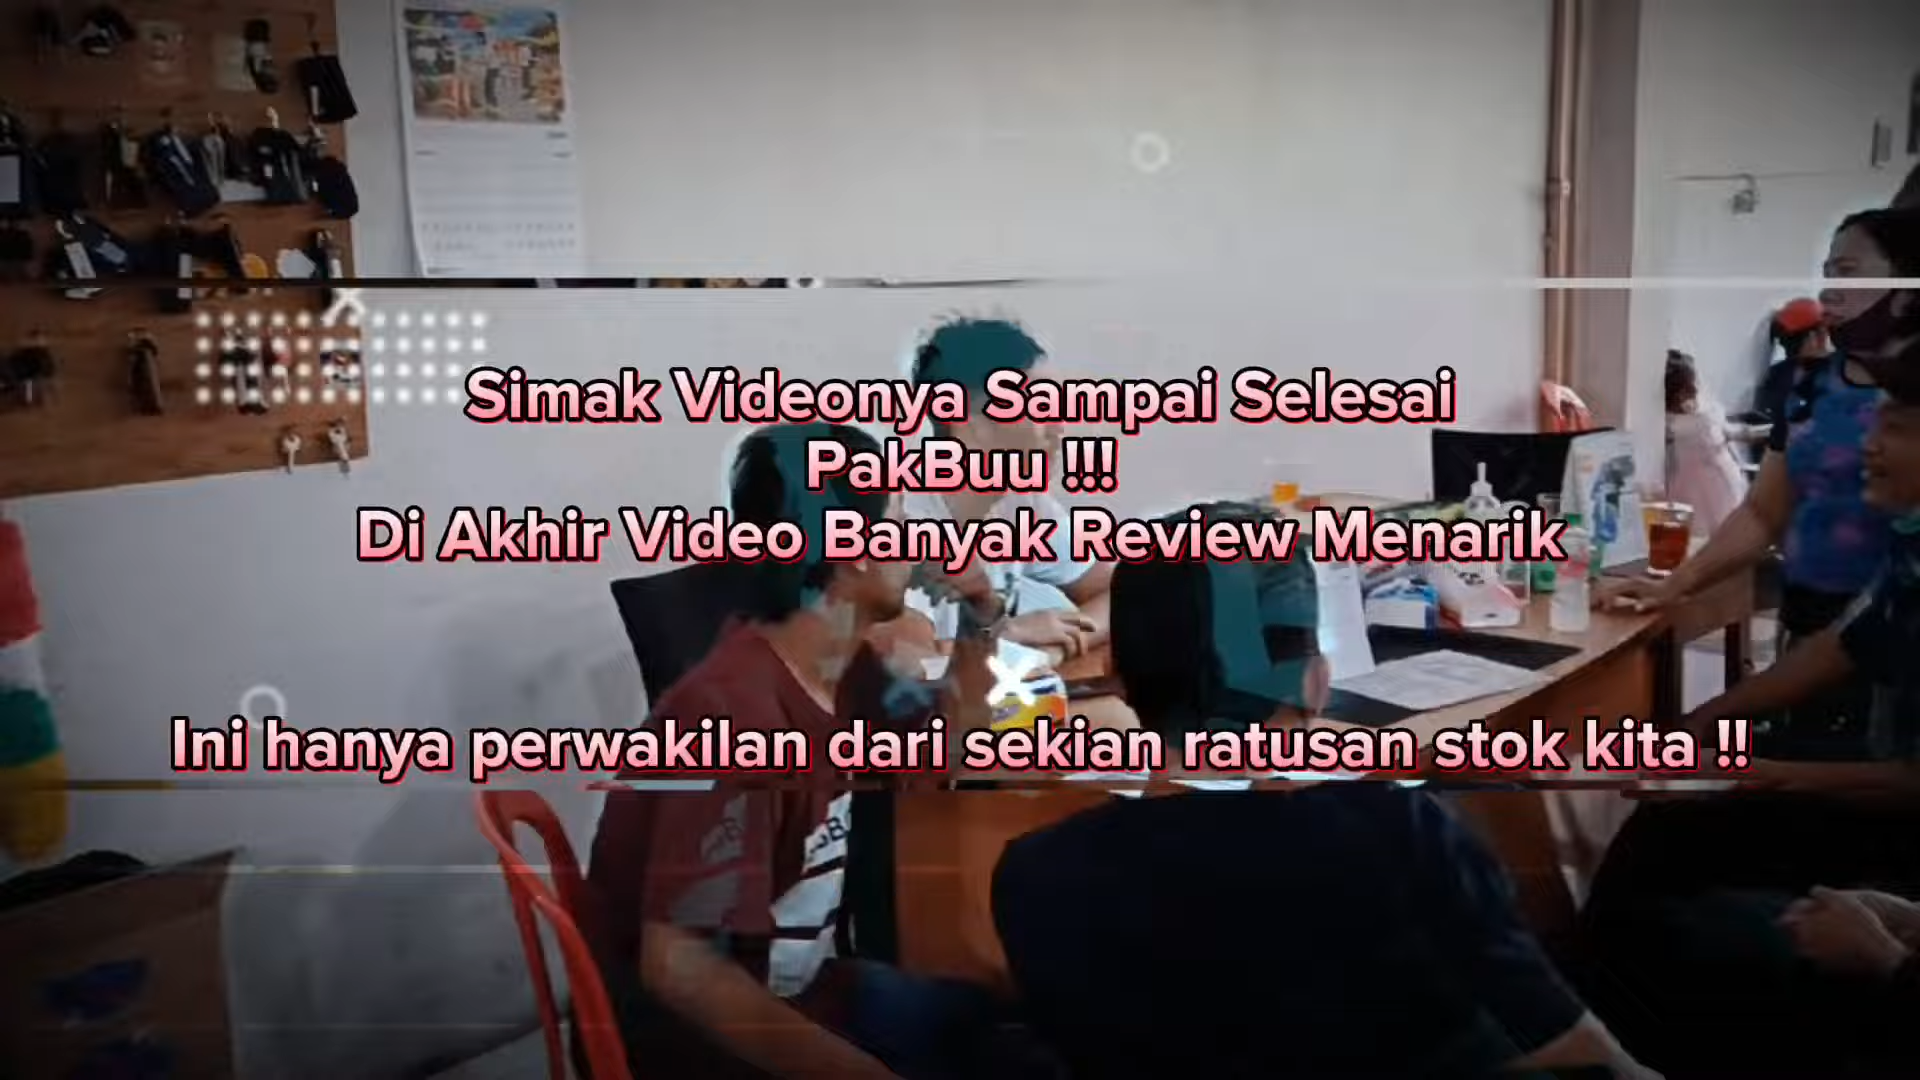 Simak Videonya Sampai Selesai
PakBuu !!!
Di Akhir Video Banyak Review Menarik
Ini hanya perwakilan dari sekian ratusan stok kita !!